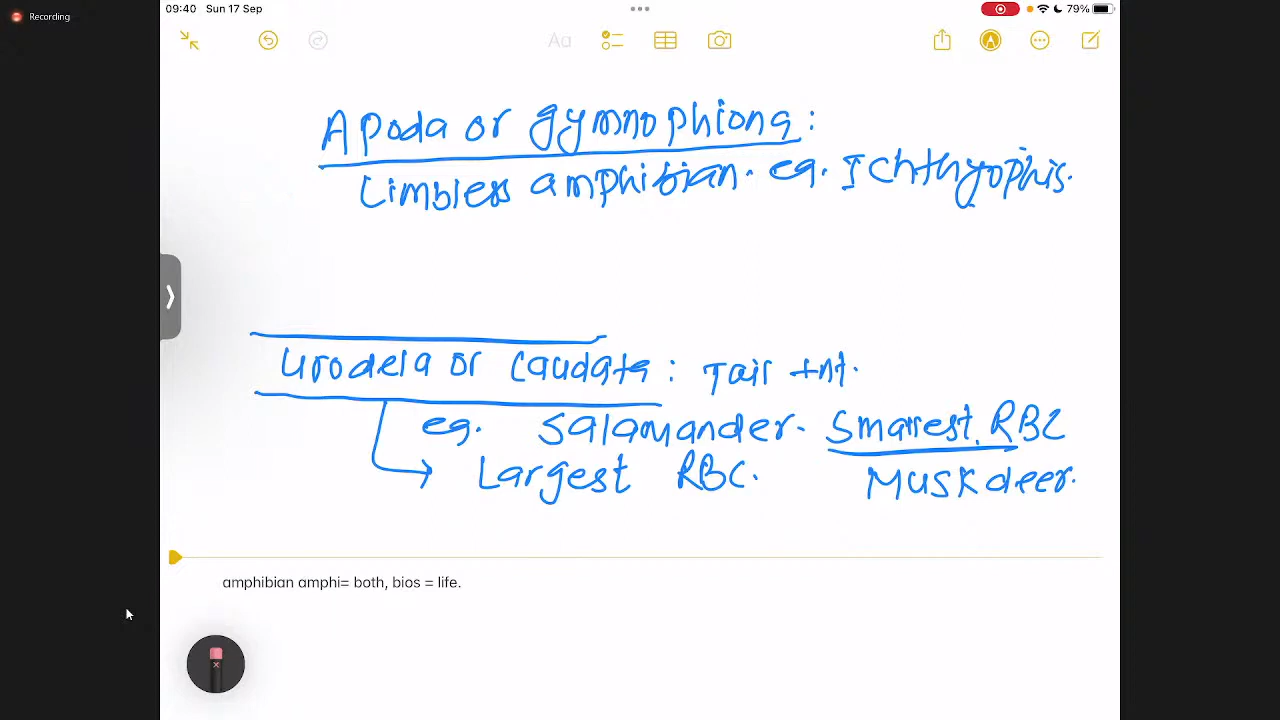 Recording
09:40 Sun 17 Sep
79%
Aa
Apoda or gymnophiona:
Limbless amphibian. eg. Ichthyophis.
Urodela or Caudata: Tail +nt.
eg. Salamander. Smallest RBC
Largest RBC. Muskdeer.
amphibian amphi= both, bios = life.